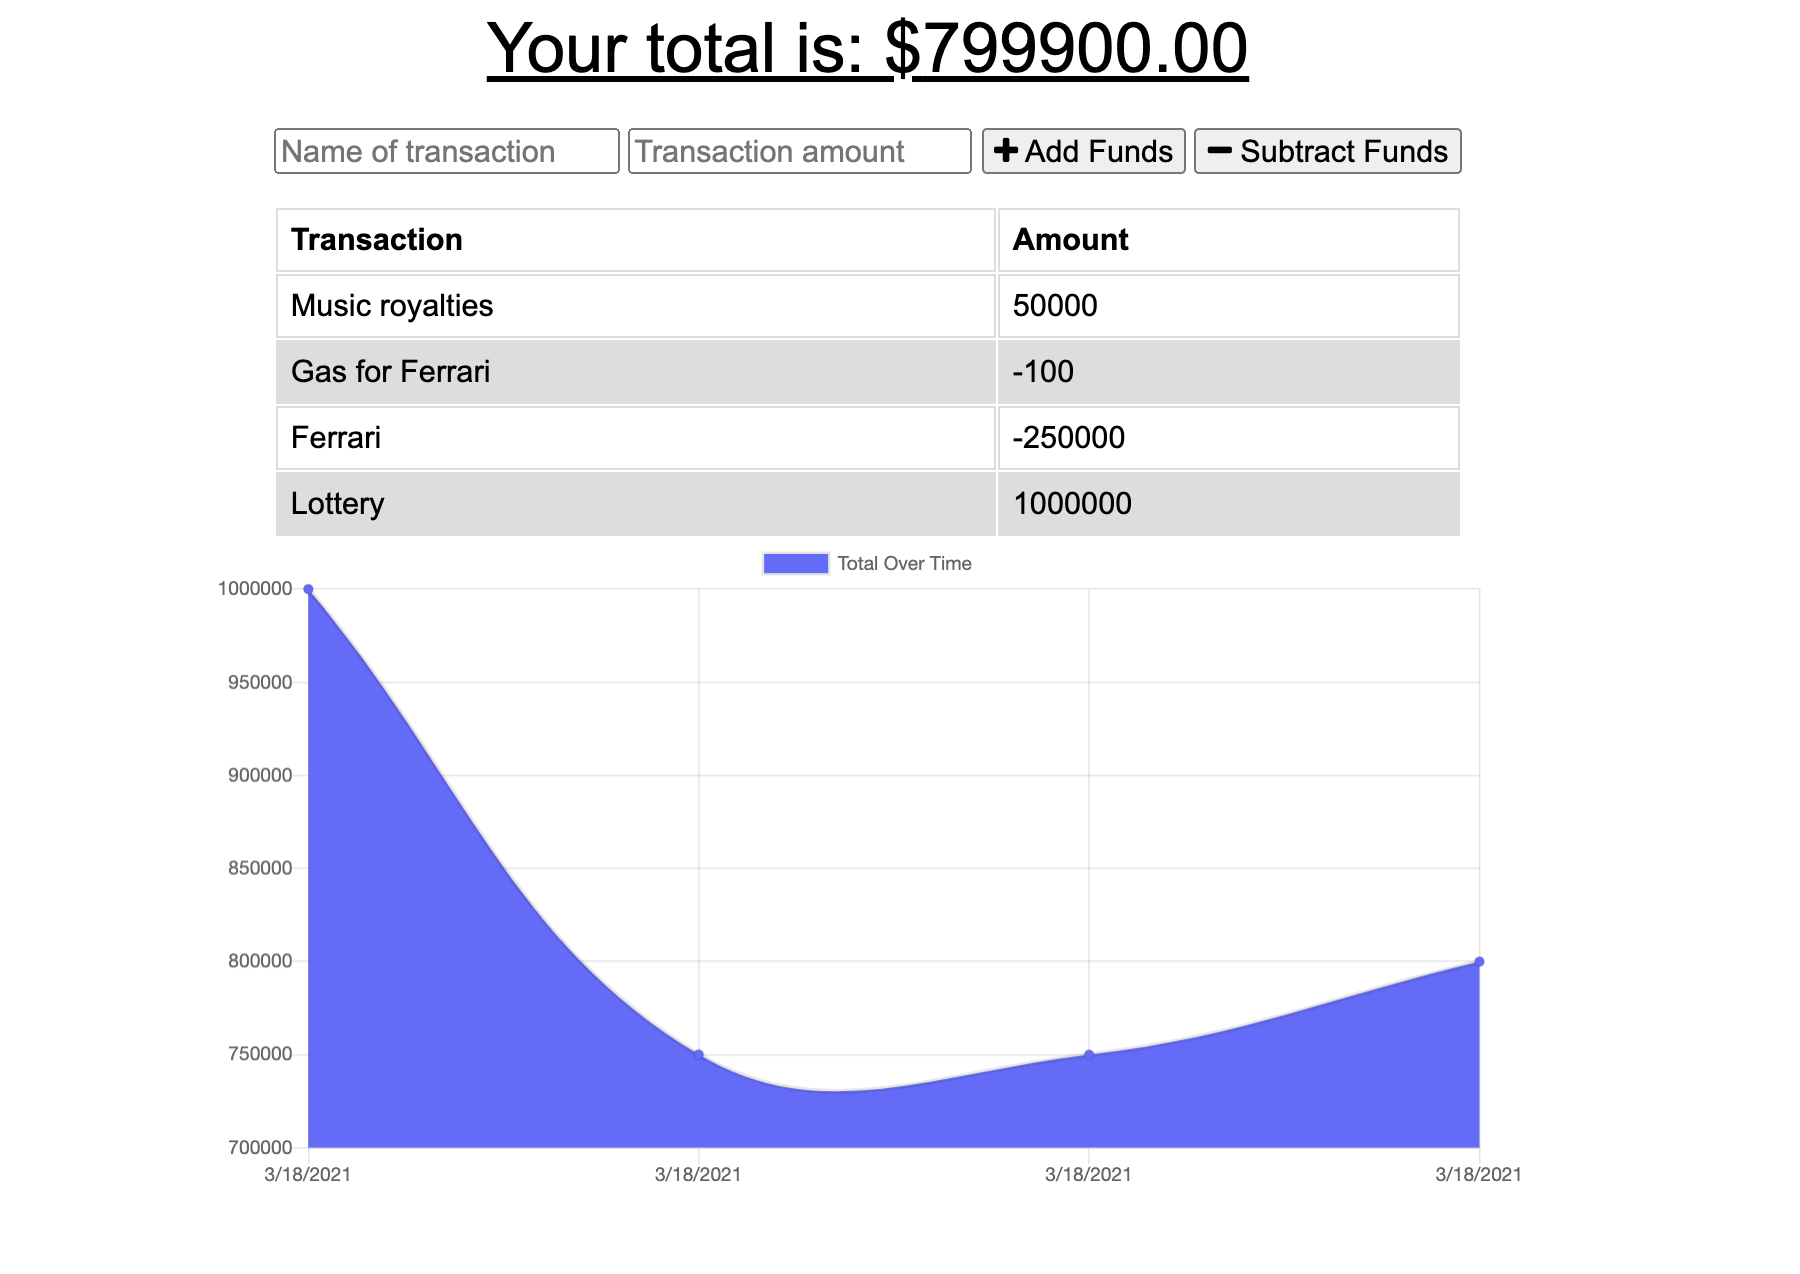 Your total is: $799900.00
Name of transaction Transaction amount Add Funds Subtract Funds
Transaction Amount
Music royalties 50000
Gas for Ferrari -100
Ferrari -250000
Lottery 1000000
Total Over Time
1000000
950000
900000
850000
800000
750000
700000
3/18/2021 3/18/2021 3/18/2021 3/18/2021